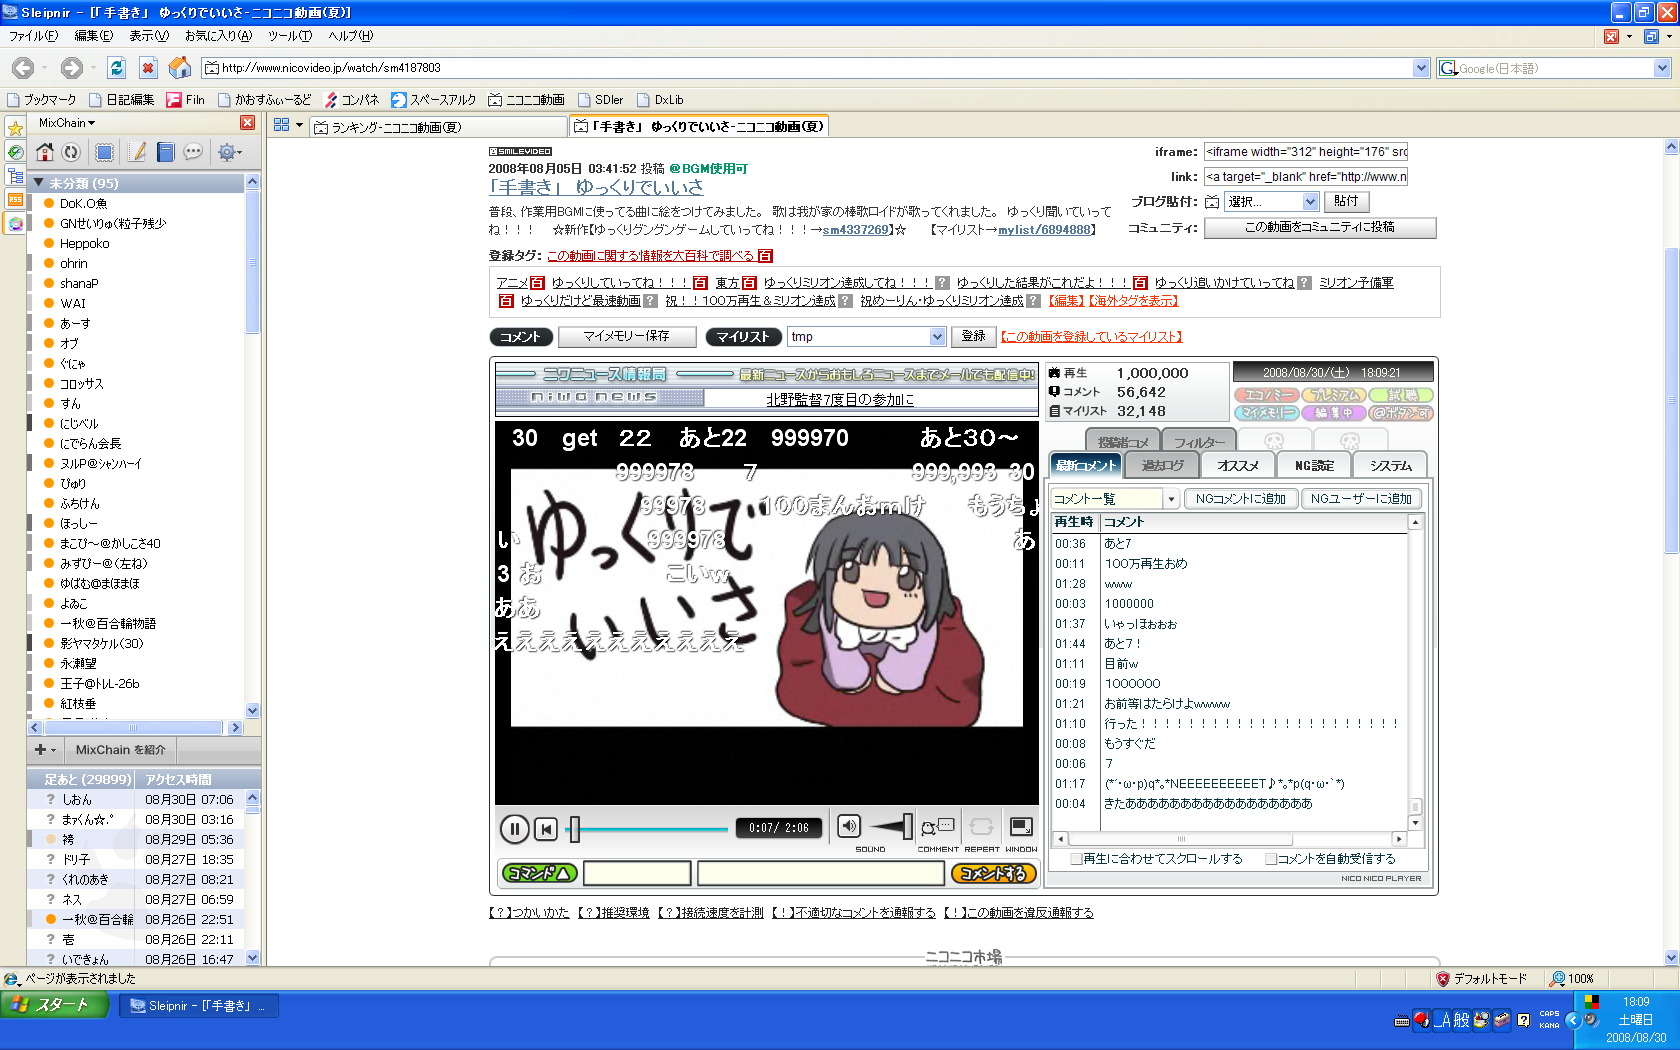 Sleipnir - [「手書き」 ゆっくりでいいさ‐ニコニコ動画(夏)]
ファイル(F) 編集(E) 表示(V) お気に入り(A) ツール(T) ヘルプ(H)
http://www.nicovideo.jp/watch/sm4187803
Google(日本語)
ブックマーク 日記編集 Filn かおすふぃーるど コンパネ スペースアルク ニコニコ動画 SDler DxLib
MixChain
ランキング‐ニコニコ動画(夏)
「手書き」 ゆっくりでいいさ‐ニコニコ動画(夏)
未分類 (95)
DoK.O魚
GNせいりゅ(粒子残少
Heppoko
ohrin
shanaP
WAI
あーす
オブ
ぐにゃ
コロッサス
すん
にじベル
にでらん会長
ヌルP@シャンハーイ
ぴゅり
ふちけん
ほっしー
まこぴ~@かしこさ40
みずぴー@(左ね)
ゆばむ@まほまほ
よゐこ
一秋@百合輪物語
影ヤマタケル(30)
永瀬望
王子@トレL-26b
紅枝垂
MixChain を紹介
足あと (29899) アクセス時間
しおん 08月30日 07:06
まァくん☆.° 08月30日 03:16
袴 08月29日 05:36
ドリ子 08月27日 18:35
くれのあき 08月27日 08:21
ネス 08月27日 06:59
一秋@百合輪 08月26日 22:51
壱 08月26日 22:11
いできょん 08月26日 16:47
SMILEVIDEO
2008年08月05日 03:41:52 投稿 @BGM使用可
「手書き」 ゆっくりでいいさ
普段、作業用BGMに使ってる曲に絵をつけてみました。 歌は我が家の棒歌ロイドが歌ってくれました。 ゆっくり聞いていって
ね!!! ☆新作【ゆっくりグングンゲームしていってね!!!→sm4337269】☆ 【マイリスト→mylist/6894888】
iframe: <iframe width="312" height="176" src
link: <a target="_blank" href="http://www.n
ブログ貼付: 選択... 貼付
コミュニティ: この動画をコミュニティに投稿
登録タグ: この動画に関する情報を大百科で調べる 百
アニメ 百 ゆっくりしていってね!!! 百 東方 百 ゆっくりミリオン達成してね!!! ? ゆっくりした結果がこれだよ!!! 百 ゆっくり追いかけていってね ? ミリオン予備軍
百 ゆっくりだけど最速動画 ? 祝!!100万再生&ミリオン達成 ? 祝めーりん・ゆっくりミリオン達成 ? 【編集】【海外タグを表示】
コメント マイメモリー保存 マイリスト tmp 登録 【この動画を登録しているマイリスト】
ニワニュース情報局 最新ニュースからおもしろニュースまでメールでも配信中!
niwo news 北野監督7度目の参加に
30 get 22 あと22 999970 あと30~
999978 7 999,993 30
99978 100まんおmけ もうちょ
い 999978 あ
3 お こいw
ああ
ええええええええええ
ゆっくりで
いいさ
再生 1,000,000
コメント 56,642
マイリスト 32,148
2008/08/30/(土) 18:09:21
エコノミー プレミアム 試聴
マイメモリー 編集中 @ボタン可
投稿者コメ フィルター
最新コメント 過去ログ オススメ NG設定 システム
コメント一覧 NGコメントに追加 NGユーザーに追加
再生時 コメント
00:36 あと7
00:11 100万再生おめ
01:28 www
00:03 1000000
01:37 いゃっほぉぉぉ
01:44 あと7!
01:11 目前w
00:19 1000000
01:21 お前等はたらけよwwwww
01:10 行った!!!!!!!!!!!!!!!!!!!!!!
00:08 もうすぐだ
00:06 7
01:17 (*´・ω・p)q*。*NEEEEEEEEEEET♪*。*p(q・ω・`*)
00:04 きたあああああああああああああああああ
再生に合わせてスクロールする コメントを自動受信する
NICO NICO PLAYER
0:07/ 2:06
SOUND COMMENT REPEAT WINDOW
コマンド△ コメントする
【?】つかいかた 【?】推奨環境 【?】接続速度を計測 【!】不適切なコメントを通報する 【!】この動画を違反通報する
ニコニコ市場
ページが表示されました
デフォルトモード 100%
スタート Sleipnir - [「手書き」 ...
A般 CAPS KANA
18:09
土曜日
2008/08/30